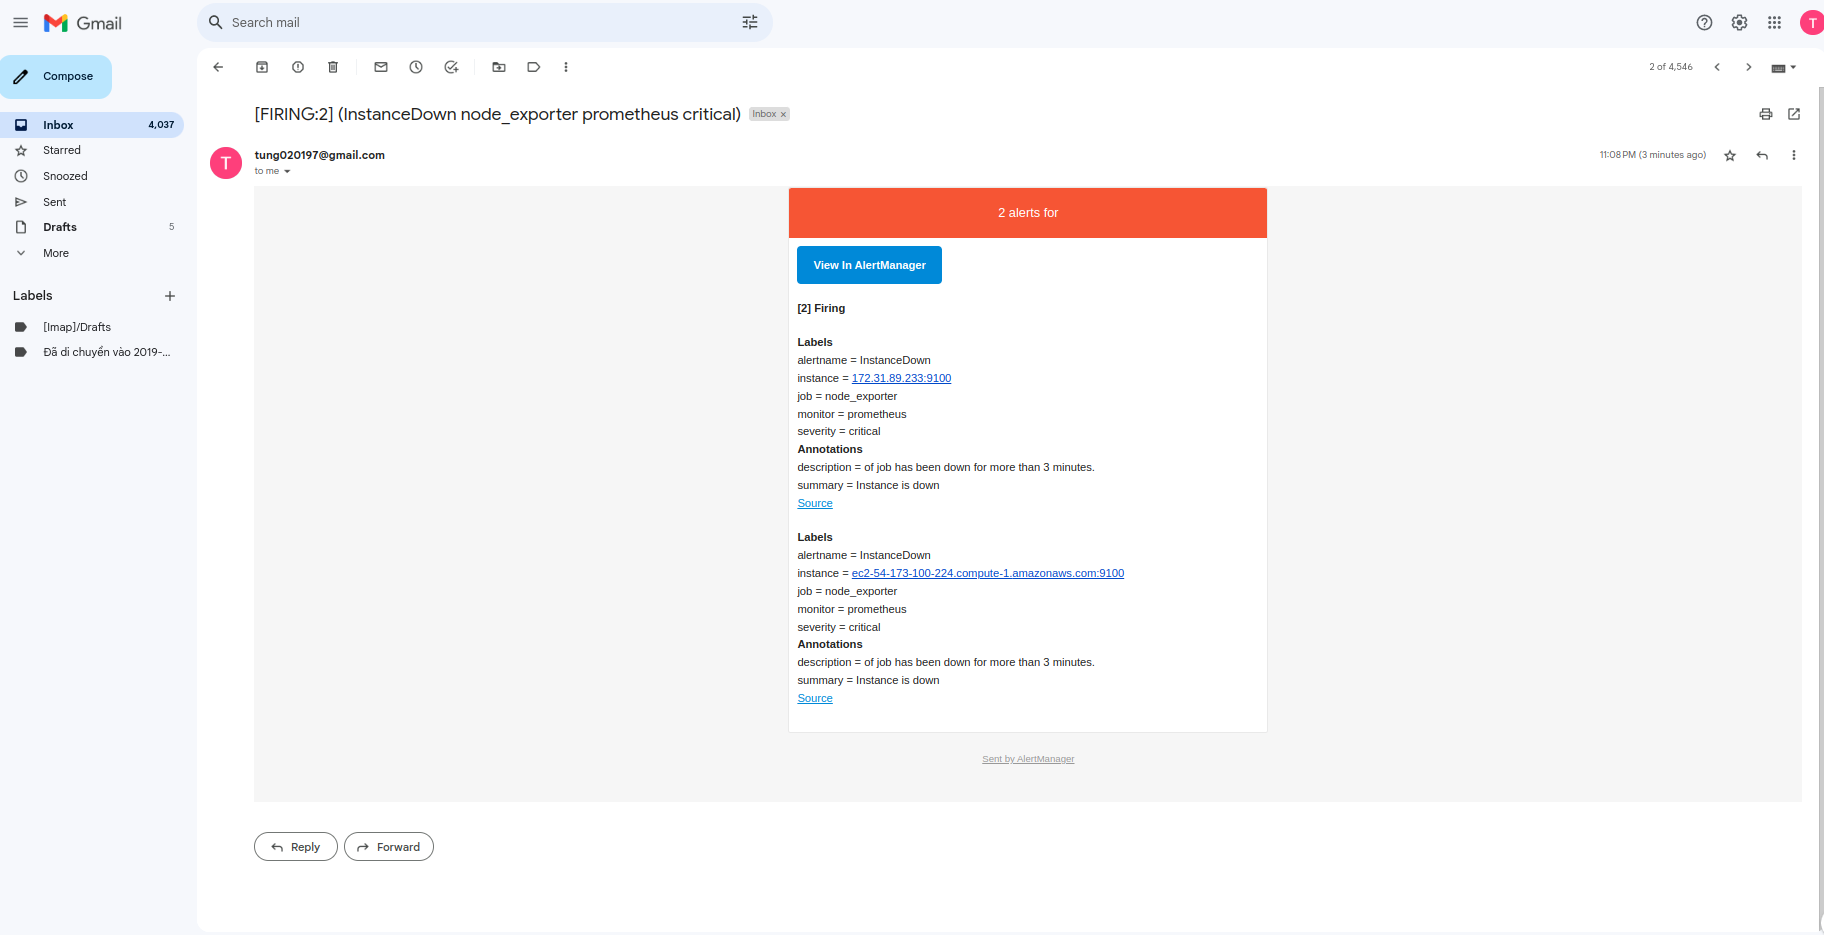 Gmail
Search mail
T
Compose
2 of 4,546
Inbox 4,037
Starred
Snoozed
Sent
Drafts 5
More
Labels
[Imap]/Drafts
Đã di chuyển vào 2019-...
[FIRING:2] (InstanceDown node_exporter prometheus critical) Inbox x
T
tung020197@gmail.com
11:08 PM (3 minutes ago)
to me
2 alerts for
View In AlertManager
[2] Firing
Labels
alertname = InstanceDown
instance = 172.31.89.233:9100
job = node_exporter
monitor = prometheus
severity = critical
Annotations
description = of job has been down for more than 3 minutes.
summary = Instance is down
Source
Labels
alertname = InstanceDown
instance = ec2-54-173-100-224.compute-1.amazonaws.com:9100
job = node_exporter
monitor = prometheus
severity = critical
Annotations
description = of job has been down for more than 3 minutes.
summary = Instance is down
Source
Sent by AlertManager
Reply
Forward